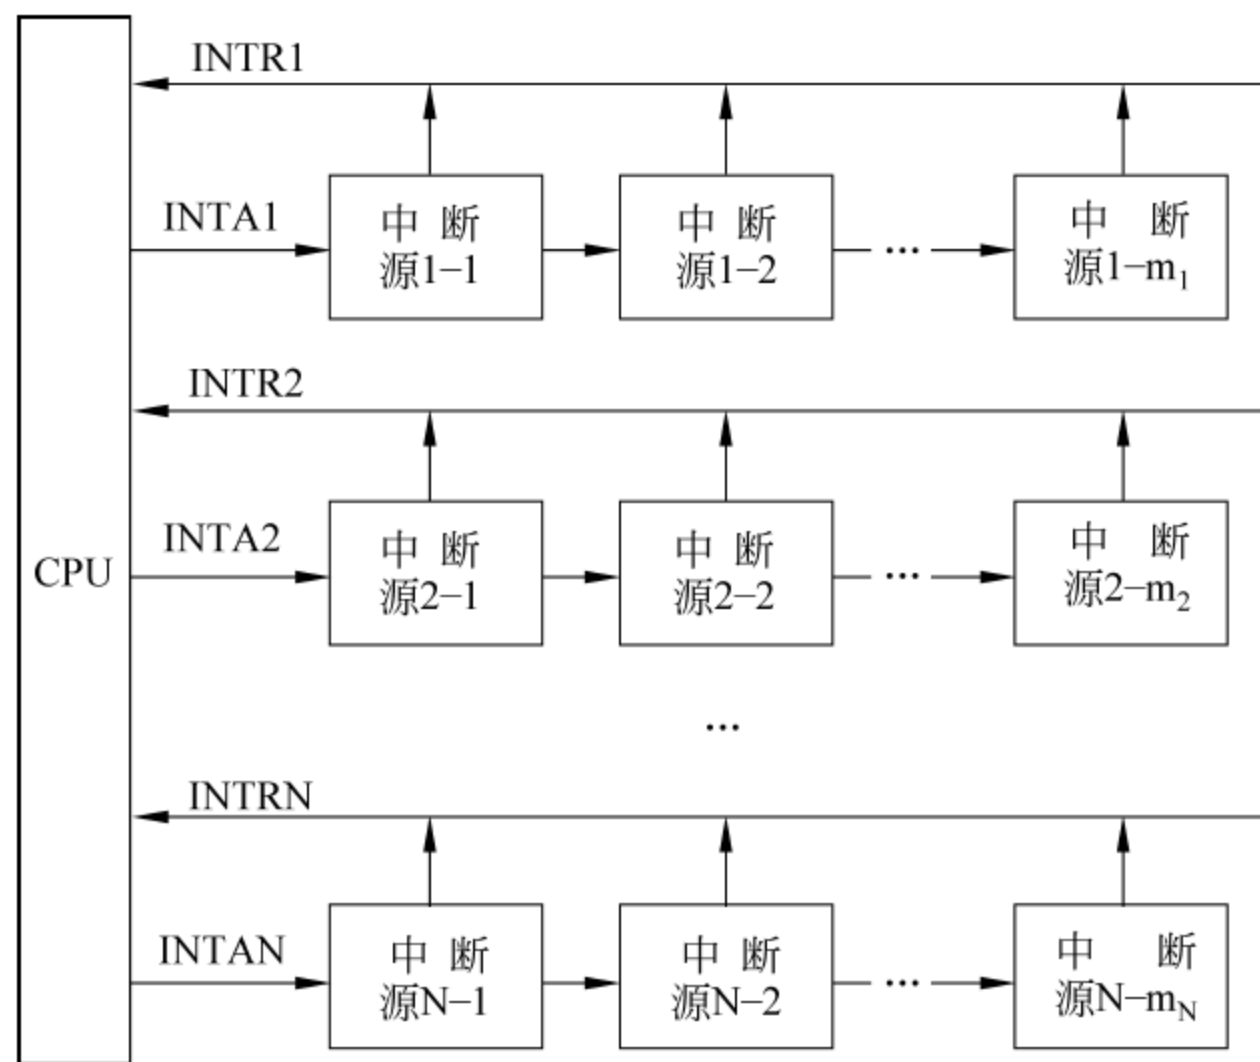 INTR1
INTA1
中 断
源1–1
中 断
源1–2
...
中 断
源1–m₁
INTR2
CPU
INTA2
中 断
源2–1
中 断
源2–2
...
中 断
源2–m₂
...
INTRN
INTAN
中 断
源N–1
中 断
源N–2
...
中 断
源N–mN